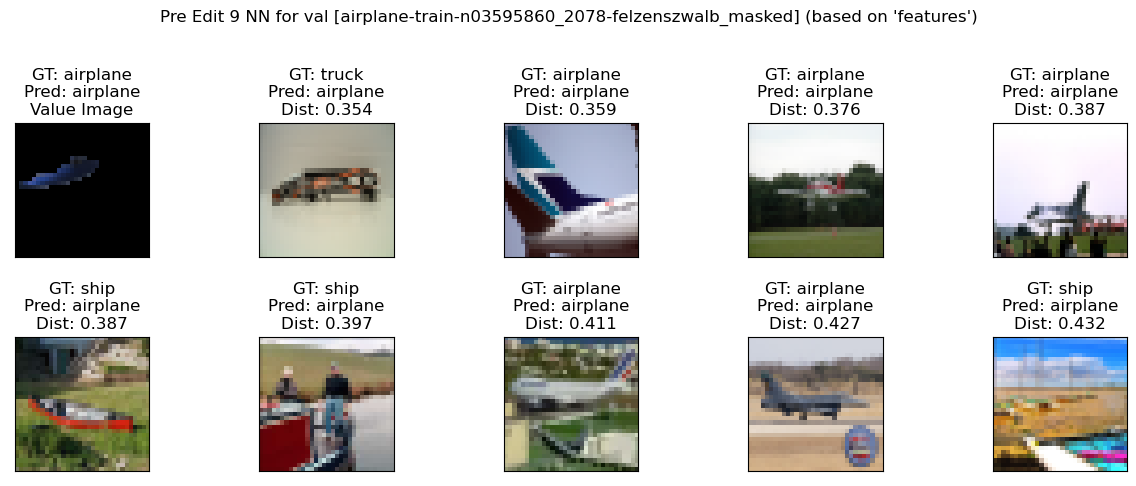 Pre Edit 9 NN for val [airplane-train-n03595860_2078-felzenszwalb_masked] (based on 'features')
GT: airplane
Pred: airplane
Value Image
GT: truck
Pred: airplane
Dist: 0.354
GT: airplane
Pred: airplane
Dist: 0.359
GT: airplane
Pred: airplane
Dist: 0.376
GT: airplane
Pred: airplane
Dist: 0.387
GT: ship
Pred: airplane
Dist: 0.387
GT: ship
Pred: airplane
Dist: 0.397
GT: airplane
Pred: airplane
Dist: 0.411
GT: airplane
Pred: airplane
Dist: 0.427
GT: ship
Pred: airplane
Dist: 0.432